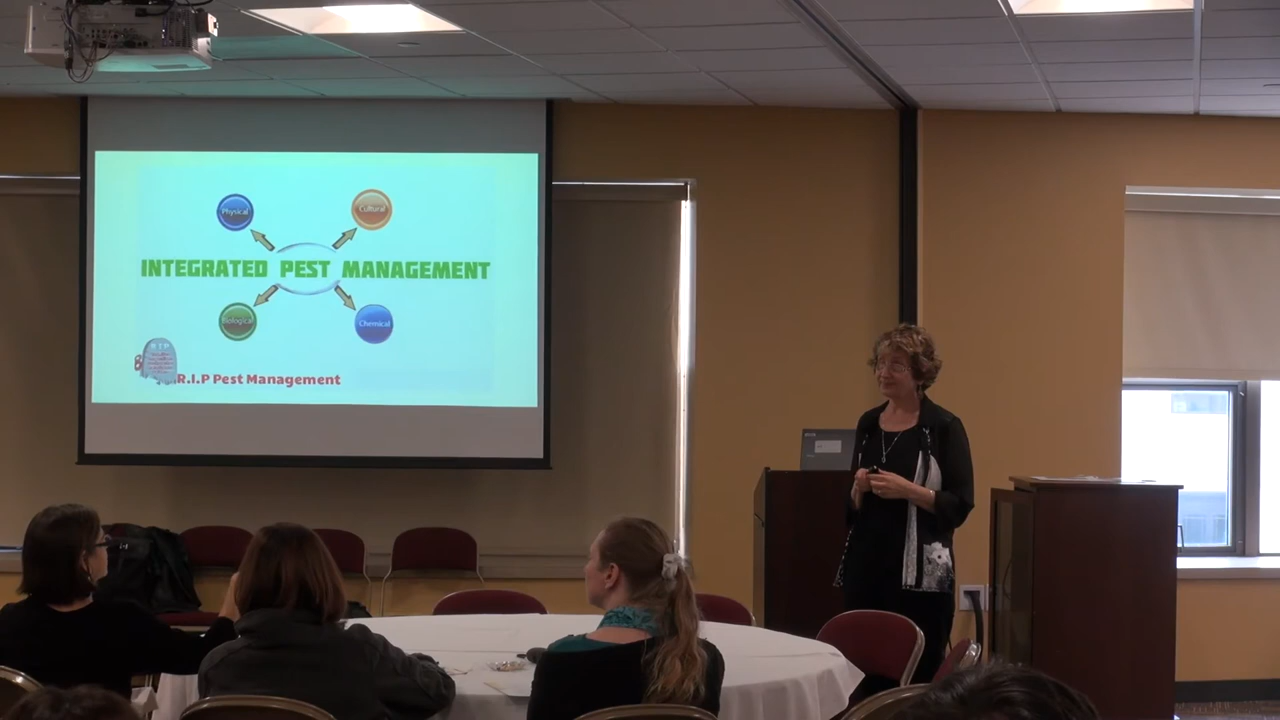 Physical
Cultural
INTEGRATED PEST MANAGEMENT
Biological
Chemical
R.I.P Pest Management